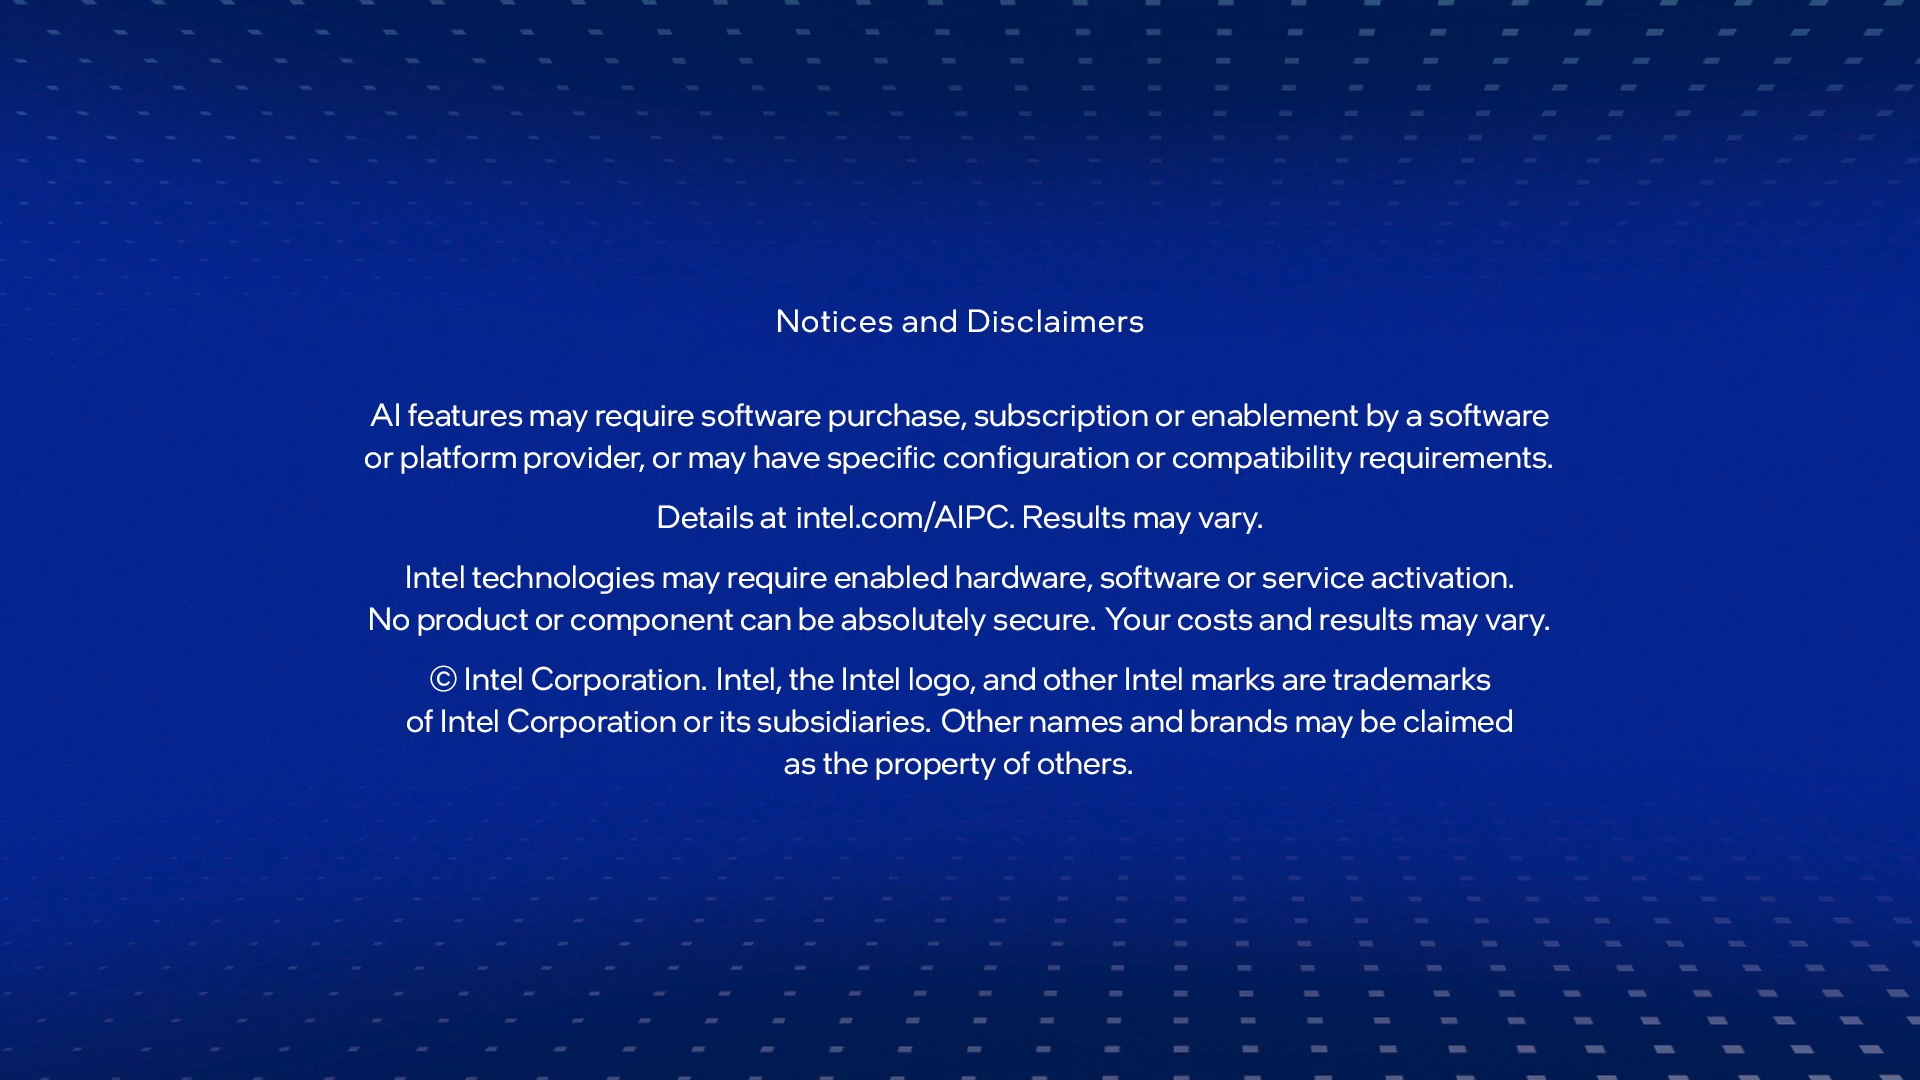 Notices and Disclaimers
AI features may require software purchase, subscription or enablement by a software
or platform provider, or may have specific configuration or compatibility requirements.
Details at intel.com/AIPC. Results may vary.
Intel technologies may require enabled hardware, software or service activation.
No product or component can be absolutely secure. Your costs and results may vary.
© Intel Corporation. Intel, the Intel logo, and other Intel marks are trademarks
of Intel Corporation or its subsidiaries. Other names and brands may be claimed
as the property of others.